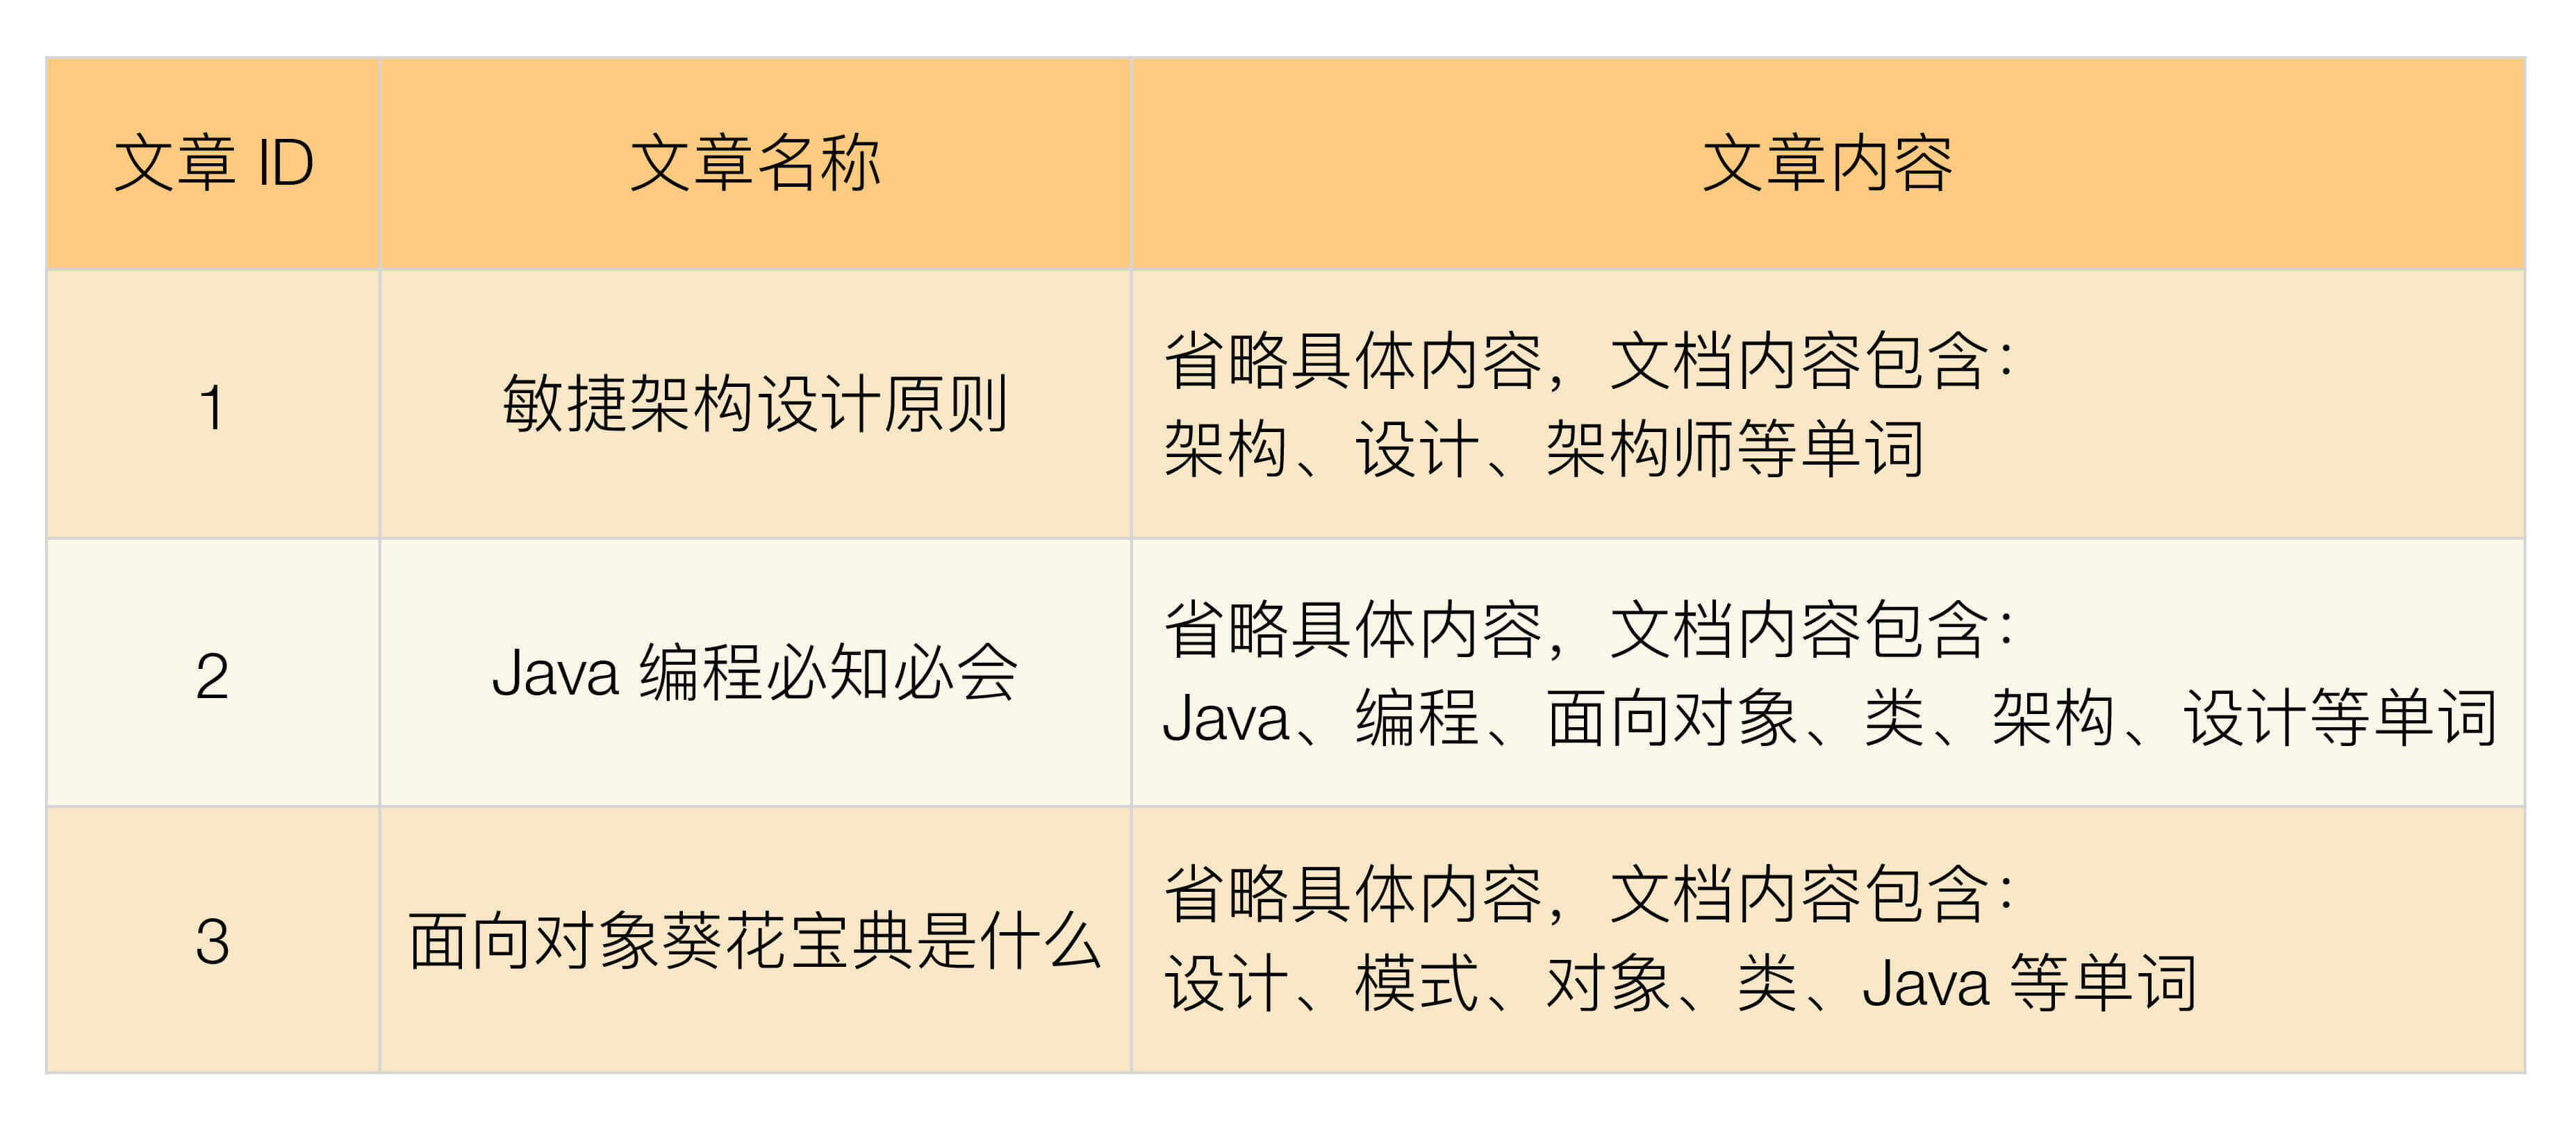 文章 ID
文章名称
文章内容
1
敏捷架构设计原则
省略具体内容，文档内容包含：
架构、设计、架构师等单词
2
Java 编程必知必会
省略具体内容，文档内容包含：
Java、编程、面向对象、类、架构、设计等单词
3
面向对象葵花宝典是什么
省略具体内容，文档内容包含：
设计、模式、对象、类、Java 等单词